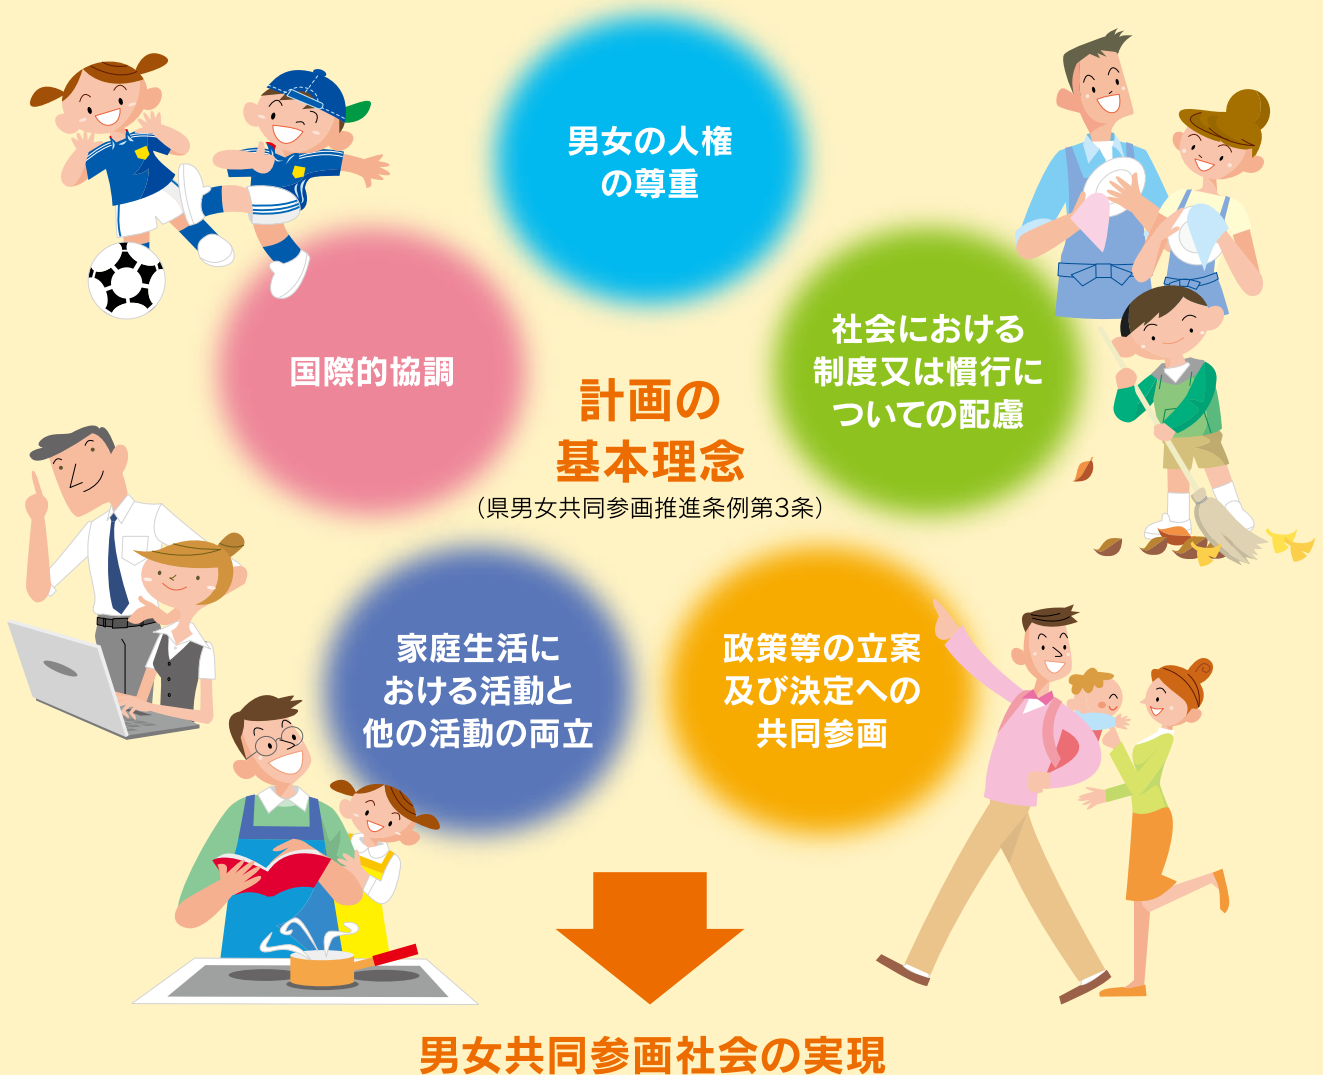 男女の人権
の尊重
国際的協調
社会における
制度又は慣行に
ついての配慮
計画の
基本理念
（県男女共同参画推進条例第3条）
家庭生活に
おける活動と
他の活動の両立
政策等の立案
及び決定への
共同参画
男女共同参画社会の実現